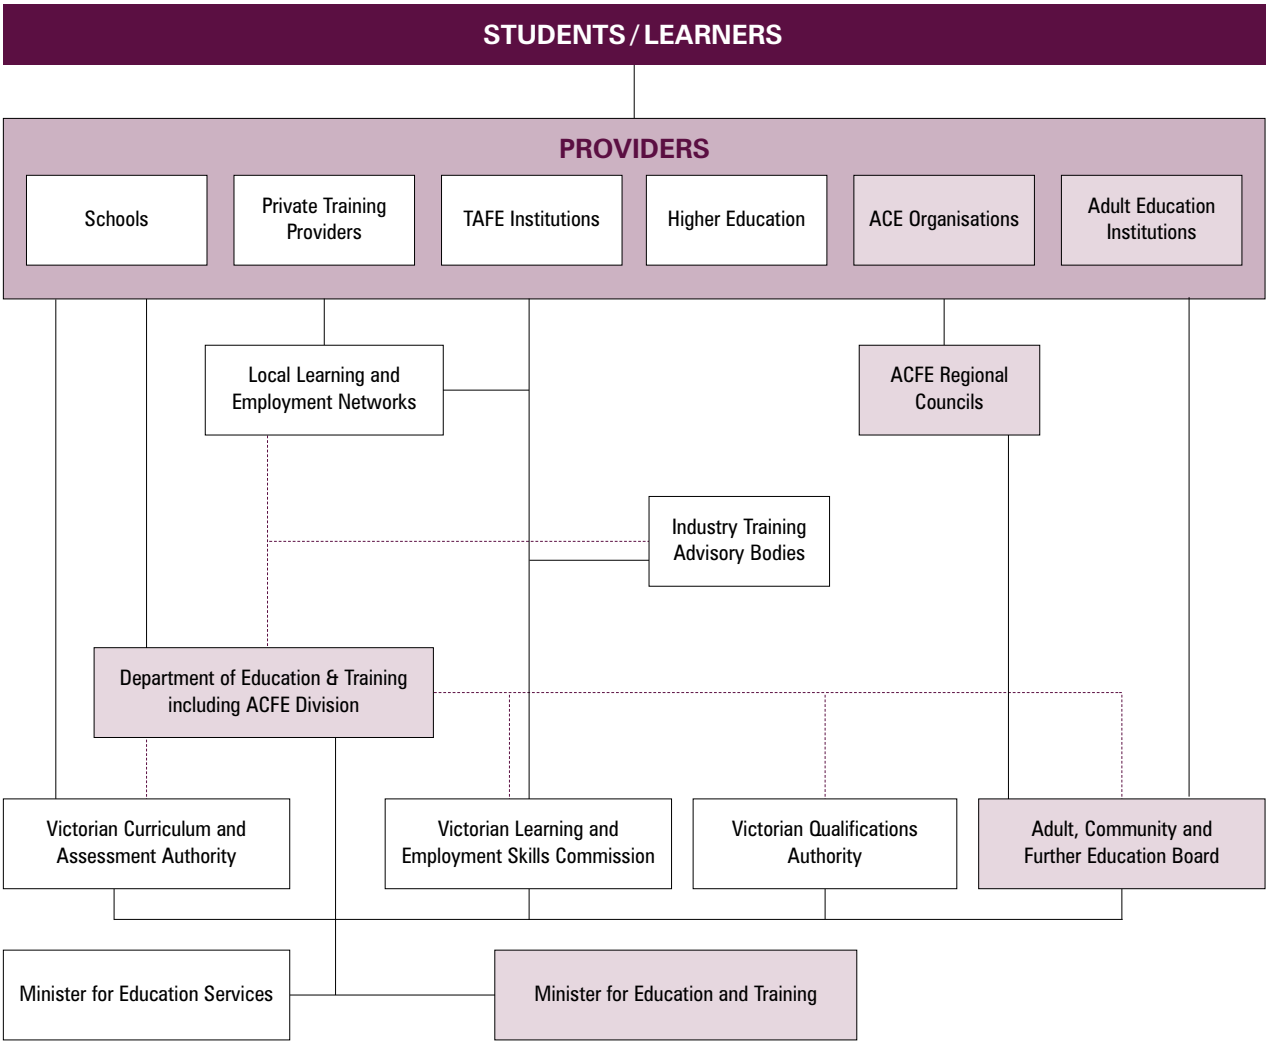 STUDENTS / LEARNERS
PROVIDERS
Schools
Private Training
Providers
TAFE Institutions
Higher Education
ACE Organisations
Adult Education
Institutions
Local Learning and
Employment Networks
ACFE Regional
Councils
Industry Training
Advisory Bodies
Department of Education & Training
including ACFE Division
Victorian Curriculum and
Assessment Authority
Victorian Learning and
Employment Skills Commission
Victorian Qualifications
Authority
Adult, Community and
Further Education Board
Minister for Education Services
Minister for Education and Training